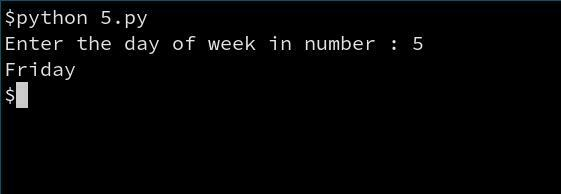 $python 5.py
Enter the day of week in number : 5
Friday
$